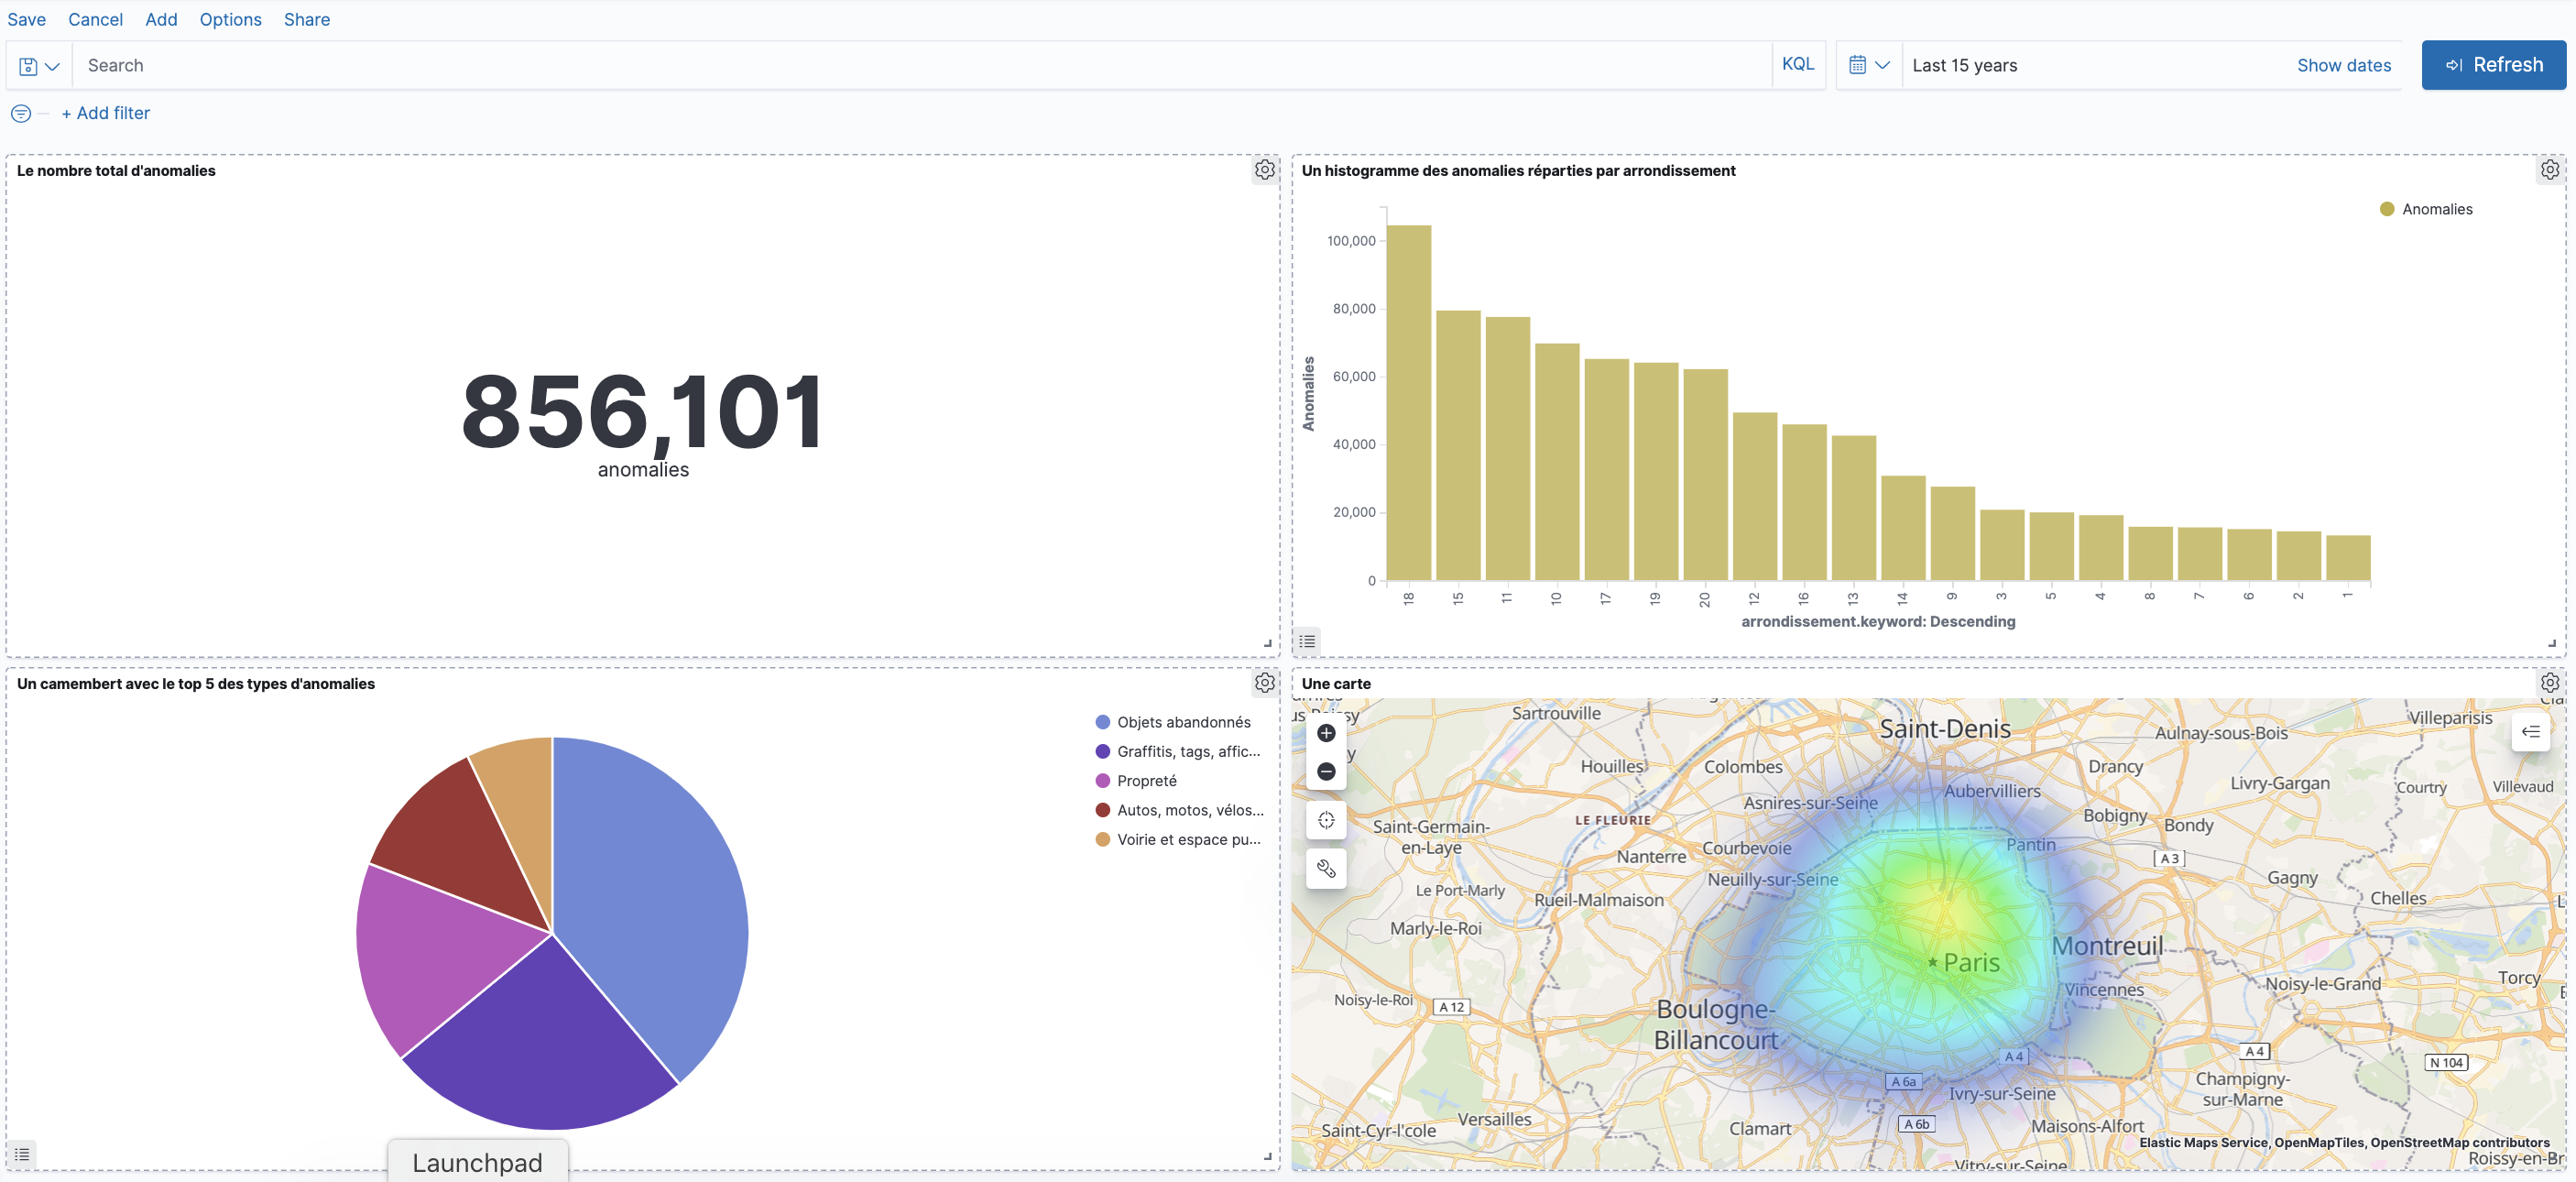 Save Cancel Add Options Share
Search KQL Last 15 years Show dates Refresh
+ Add filter
Le nombre total d'anomalies
856,101
anomalies
Un histogramme des anomalies réparties par arrondissement
Anomalies
100,000
80,000
60,000
40,000
20,000
0
Anomalies
18 15 11 10 17 19 20 12 16 13 14 9 3 5 4 8 7 6 2 1
arrondissement.keyword: Descending
Un camembert avec le top 5 des types d'anomalies
Objets abandonnés
Graffitis, tags, affic...
Propreté
Autos, motos, vélos...
Voirie et espace pu...
Launchpad
Une carte
Sartrouville
Saint-Denis
Villeparisis
Aulnay-sous-Bois
Houilles
Colombes
Drancy
Livry-Gargan
Courtry
Villevaud
Asnires-sur-Seine
Aubervilliers
LE FLEURIE
Bobigny
Bondy
Saint-Germain-
en-Laye
Courbevoie
Pantin
Nanterre
A 3
Neuilly-sur-Seine
Gagny
Le Port-Marly
Rueil-Malmaison
Chelles
Marly-le-Roi
Montreuil
Paris
Torcy
Noisy-le-Roi
A 12
Vincennes
Noisy-le-Grand
Boulogne-
Billancourt
A 4
A 4
N 104
A 6a
Ivry-sur-Seine
Champigny-
sur-Marne
Versailles
Saint-Cyr-l'cole
Clamart
A 6b
Maisons-Alfort
Elastic Maps Service, OpenMapTiles, OpenStreetMap contributors
Vitry-sur-Seine
Roissy-en-Br